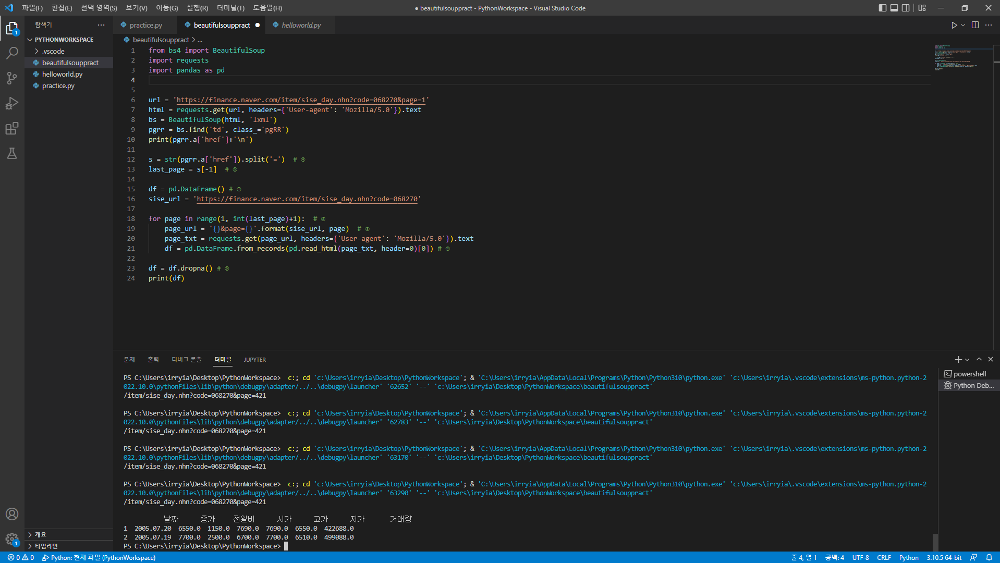 파일(F) 편집(E) 선택 영역(S) 보기(V) 이동(G) 실행(R) 터미널(T) 도움말(H)
● beautifulsouppract - PythonWorkspace - Visual Studio Code
탐색기
PYTHONWORKSPACE
.vscode
beautifulsouppract
helloworld.py
practice.py
practice.py beautifulsouppract helloworld.py
beautifulsouppract > ...
1 from bs4 import BeautifulSoup
2 import requests
3 import pandas as pd
4
5
6 url = 'https://finance.naver.com/item/sise_day.nhn?code=068270&page=1'
7 html = requests.get(url, headers={'User-agent': 'Mozilla/5.0'}).text
8 bs = BeautifulSoup(html, 'lxml')
9 pgrr = bs.find('td', class_='pgRR')
10 print(pgrr.a['href']+'\n')
11
12 s = str(pgrr.a['href']).split('=')  # ④
13 last_page = s[-1]  # ⑤
14
15 df = pd.DataFrame() # ①
16 sise_url = 'https://finance.naver.com/item/sise_day.nhn?code=068270'
17
18 for page in range(1, int(last_page)+1):  # ②
19     page_url = '{}&page={}'.format(sise_url, page)  # ③
20     page_txt = requests.get(page_url, headers={'User-agent': 'Mozilla/5.0'}).text
21     df = pd.DataFrame.from_records(pd.read_html(page_txt, header=0)[0]) # ④
22
23 df = df.dropna() # ⑤
24 print(df)
문제 출력 디버그 콘솔 터미널 JUPYTER
powershell
Python Deb...
PS C:\Users\irryia\Desktop\PythonWorkspace>  c:; cd 'c:\Users\irryia\Desktop\PythonWorkspace'; & 'C:\Users\irryia\AppData\Local\Programs\Python\Python310\python.exe' 'c:\Users\irryia\.vscode\extensions\ms-python.python-2
022.10.0\pythonFiles\lib\python\debugpy\adapter/../..\debugpy\launcher' '62652' '--' 'c:\Users\irryia\Desktop\PythonWorkspace\beautifulsouppract'
/item/sise_day.nhn?code=068270&page=421
PS C:\Users\irryia\Desktop\PythonWorkspace>  c:; cd 'c:\Users\irryia\Desktop\PythonWorkspace'; & 'C:\Users\irryia\AppData\Local\Programs\Python\Python310\python.exe' 'c:\Users\irryia\.vscode\extensions\ms-python.python-2
022.10.0\pythonFiles\lib\python\debugpy\adapter/../..\debugpy\launcher' '62783' '--' 'c:\Users\irryia\Desktop\PythonWorkspace\beautifulsouppract'
/item/sise_day.nhn?code=068270&page=421
PS C:\Users\irryia\Desktop\PythonWorkspace>  c:; cd 'c:\Users\irryia\Desktop\PythonWorkspace'; & 'C:\Users\irryia\AppData\Local\Programs\Python\Python310\python.exe' 'c:\Users\irryia\.vscode\extensions\ms-python.python-2
022.10.0\pythonFiles\lib\python\debugpy\adapter/../..\debugpy\launcher' '63170' '--' 'c:\Users\irryia\Desktop\PythonWorkspace\beautifulsouppract'
/item/sise_day.nhn?code=068270&page=421
PS C:\Users\irryia\Desktop\PythonWorkspace>  c:; cd 'c:\Users\irryia\Desktop\PythonWorkspace'; & 'C:\Users\irryia\AppData\Local\Programs\Python\Python310\python.exe' 'c:\Users\irryia\.vscode\extensions\ms-python.python-2
022.10.0\pythonFiles\lib\python\debugpy\adapter/../..\debugpy\launcher' '63290' '--' 'c:\Users\irryia\Desktop\PythonWorkspace\beautifulsouppract'
/item/sise_day.nhn?code=068270&page=421
날짜 종가 전일비 시가 고가 저가 거래량
1  2005.07.20  6550.0  1150.0  7690.0  7690.0  6550.0  422688.0
2  2005.07.19  7700.0  2500.0  6700.0  7700.0  6510.0  499088.0
PS C:\Users\irryia\Desktop\PythonWorkspace>
개요
타임라인
1
1
0 0 Python: 현재 파일 (PythonWorkspace)
줄 4, 열 1 공백: 4 UTF-8 CRLF Python 3.10.5 64-bit